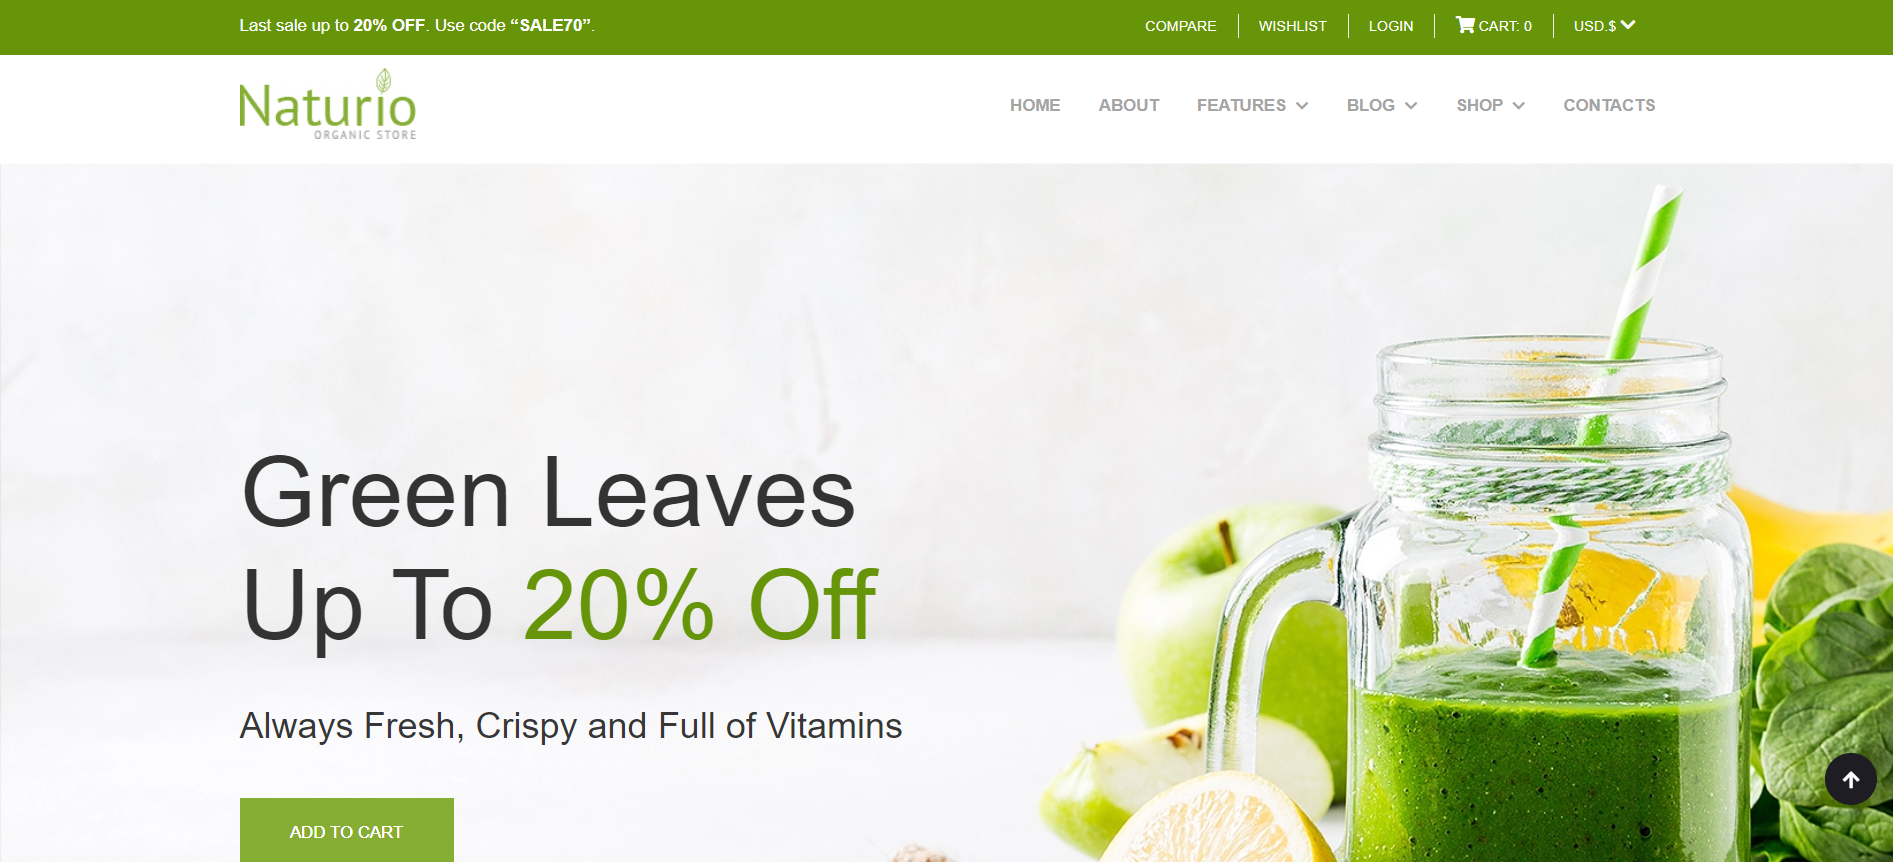 Last sale up to 20% OFF. Use code “SALE70”.
COMPARE
WISHLIST
LOGIN
CART: 0
USD.$
Naturio
ORGANIC STORE
HOME
ABOUT
FEATURES
BLOG
SHOP
CONTACTS
Green Leaves
Up To 20% Off
Always Fresh, Crispy and Full of Vitamins
ADD TO CART